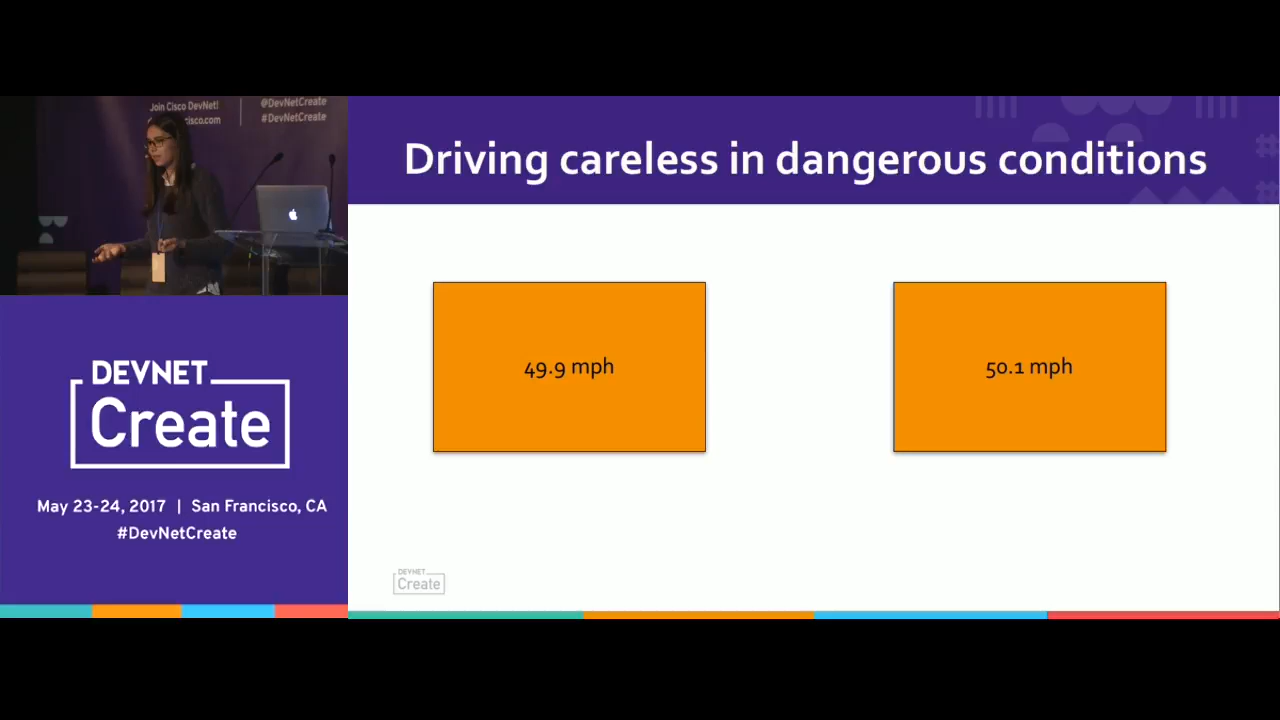 Join Cisco DevNet!
@DevNetCreate
#DevNetCreate
Driving careless in dangerous conditions
49.9 mph
50.1 mph
DEVNET
Create
May 23-24, 2017 | San Francisco, CA
#DevNetCreate
DEVNET
Create